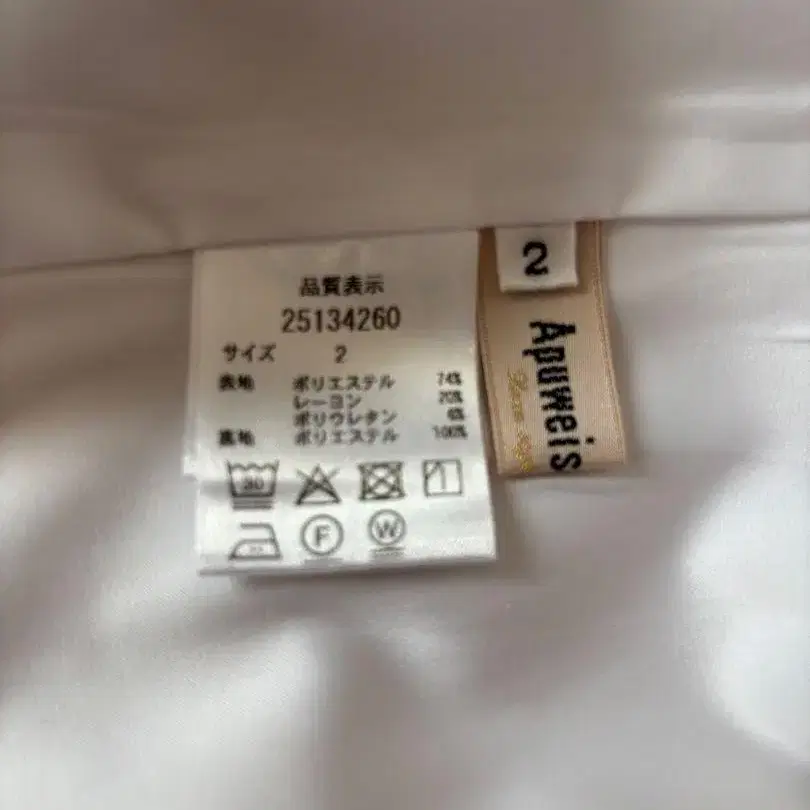 品質表示
25134260
サイズ 2
表地 ポリエステル 74%
レーヨン 20%
ポリウレタン 6%
裏地 ポリエステル 100%
30
F
W
2
Apuweis